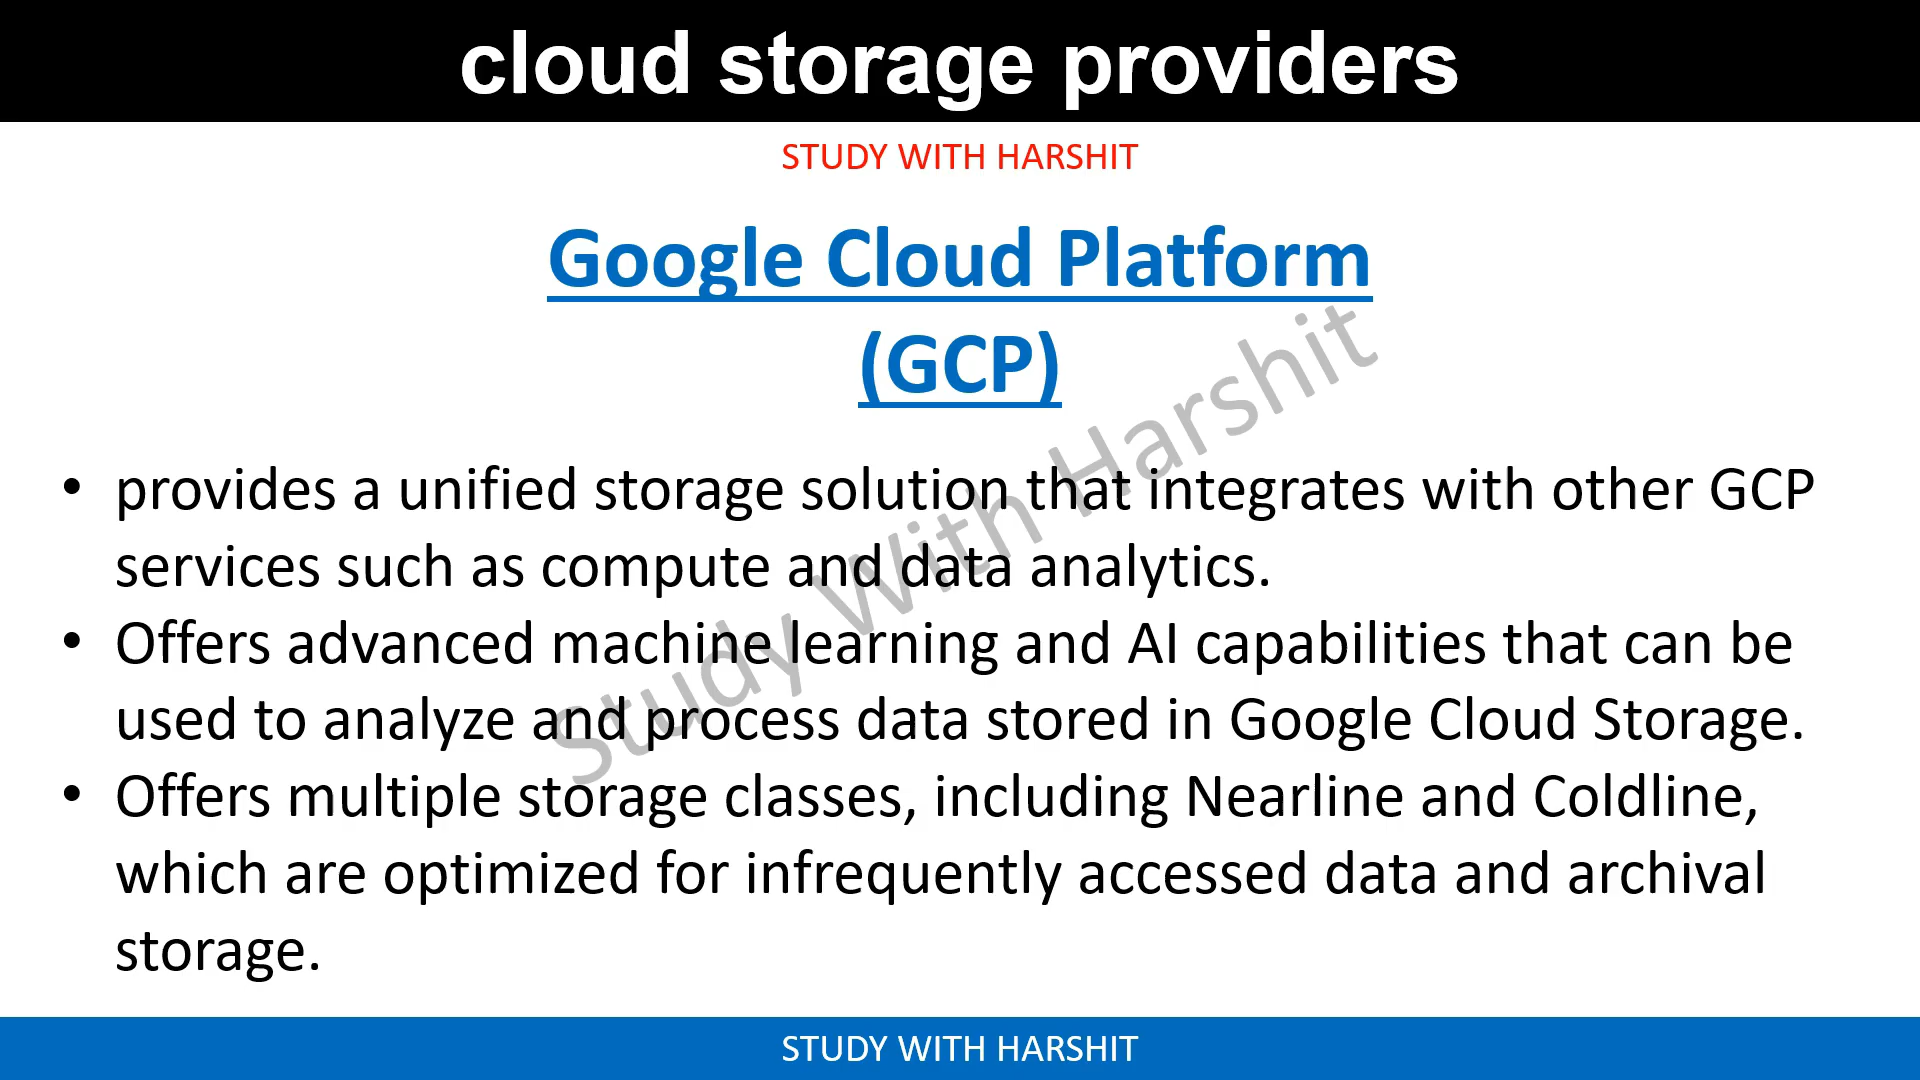 cloud storage providers
STUDY WITH HARSHIT
Google Cloud Platform
(GCP)
• provides a unified storage solution that integrates with other GCP
services such as compute and data analytics.
• Offers advanced machine learning and AI capabilities that can be
used to analyze and process data stored in Google Cloud Storage.
• Offers multiple storage classes, including Nearline and Coldline,
which are optimized for infrequently accessed data and archival
storage.
Study With Harshit
STUDY WITH HARSHIT